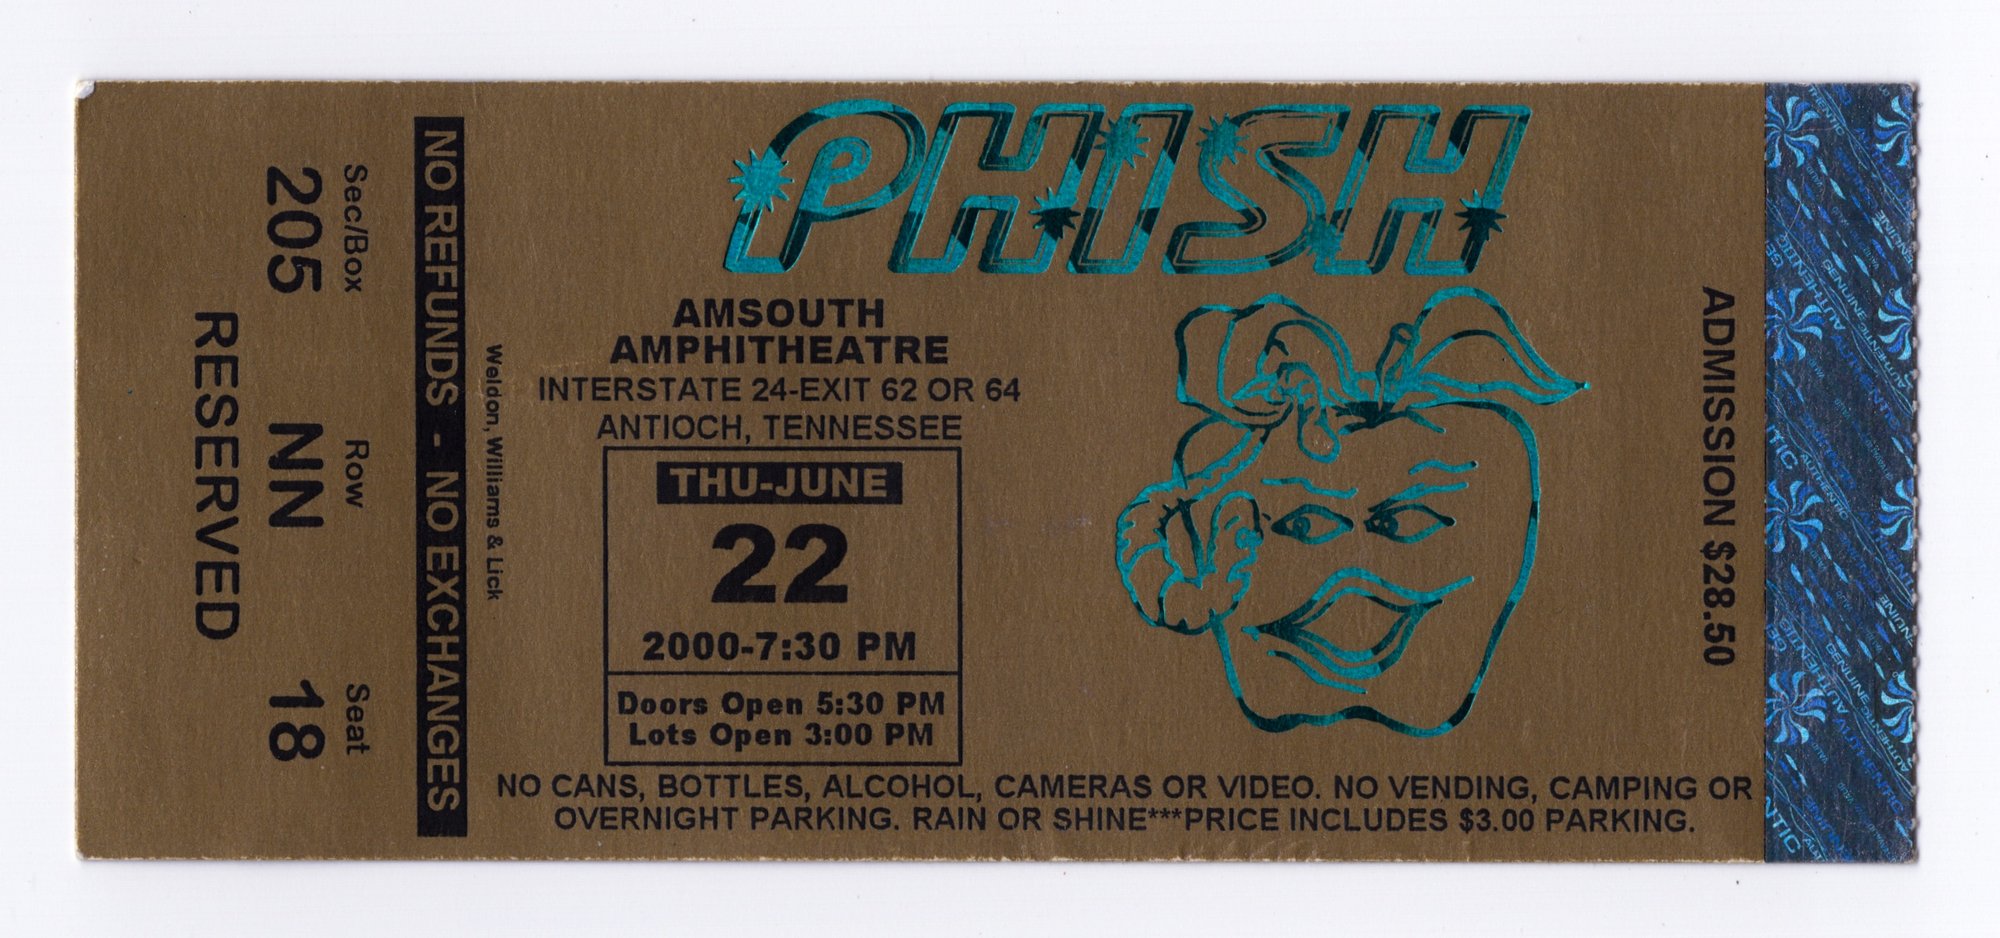 Sec/Box
205
Row
NN
Seat
18
RESERVED
NO REFUNDS - NO EXCHANGES
Weldon, Williams & Lick
PHISH
AMSOUTH
AMPHITHEATRE
INTERSTATE 24-EXIT 62 OR 64
ANTIOCH, TENNESSEE
THU-JUNE
22
2000-7:30 PM
Doors Open 5:30 PM
Lots Open 3:00 PM
NO CANS, BOTTLES, ALCOHOL, CAMERAS OR VIDEO. NO VENDING, CAMPING OR
OVERNIGHT PARKING. RAIN OR SHINE***PRICE INCLUDES $3.00 PARKING.
ADMISSION $28.50
AUTHENTIC
GENUINE